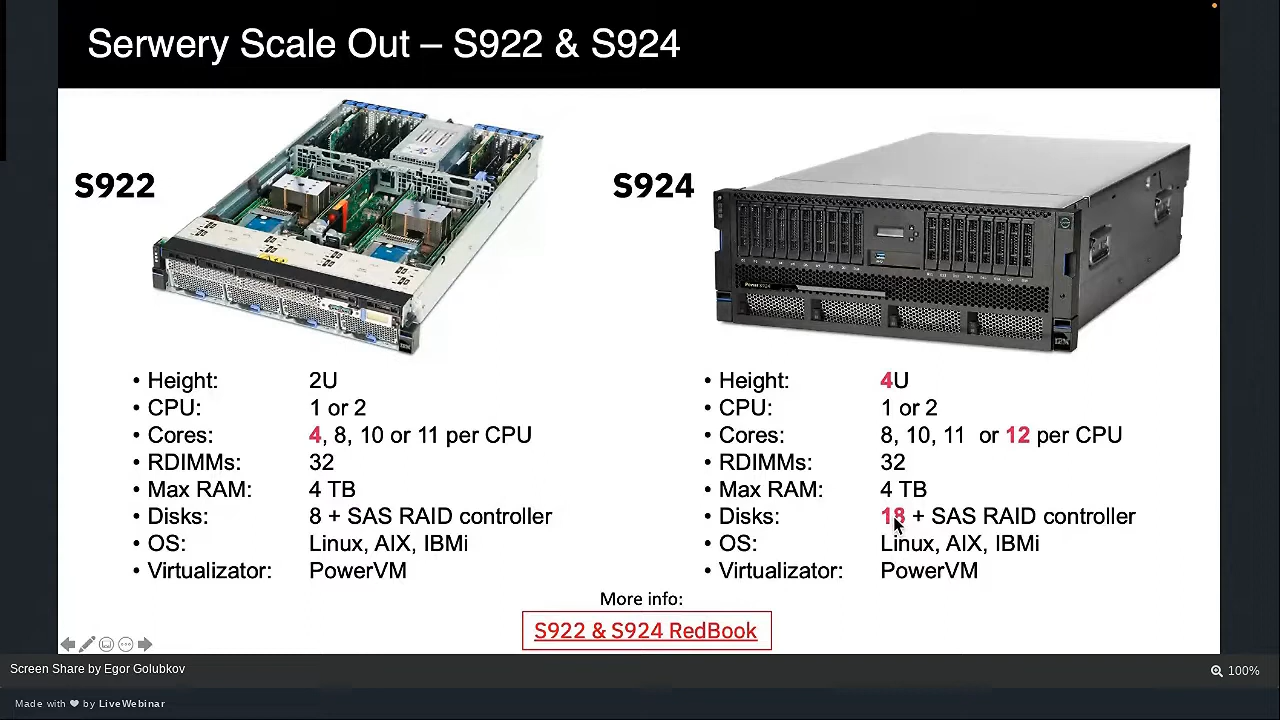 Serwery Scale Out – S922 & S924
S922
S924
Power S924
IBM
• Height: 2U
• CPU: 1 or 2
• Cores: 4, 8, 10 or 11 per CPU
• RDIMMs: 32
• Max RAM: 4 TB
• Disks: 8 + SAS RAID controller
• OS: Linux, AIX, IBMi
• Virtualizator: PowerVM
• Height: 4U
• CPU: 1 or 2
• Cores: 8, 10, 11 or 12 per CPU
• RDIMMs: 32
• Max RAM: 4 TB
• Disks: 18 + SAS RAID controller
• OS: Linux, AIX, IBMi
• Virtualizator: PowerVM
More info:
S922 & S924 RedBook
Screen Share by Egor Golubkov
100%
Made with ❤ by LiveWebinar